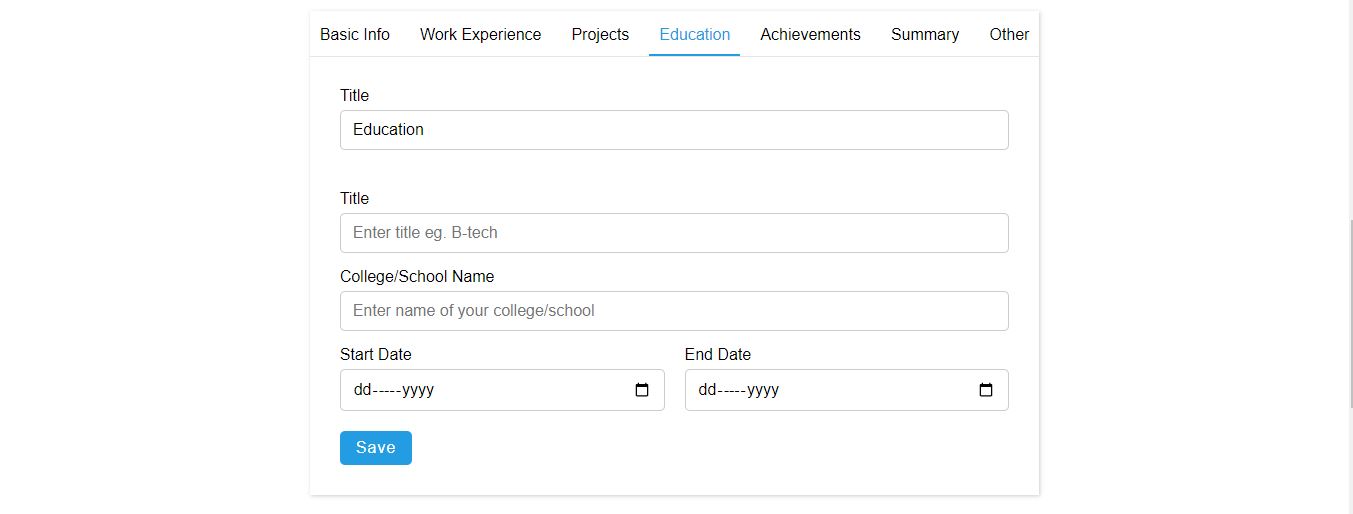 Basic Info Work Experience Projects Education Achievements Summary Other
Title
Education
Title
Enter title eg. B-tech
College/School Name
Enter name of your college/school
Start Date End Date
dd-----yyyy dd-----yyyy
Save